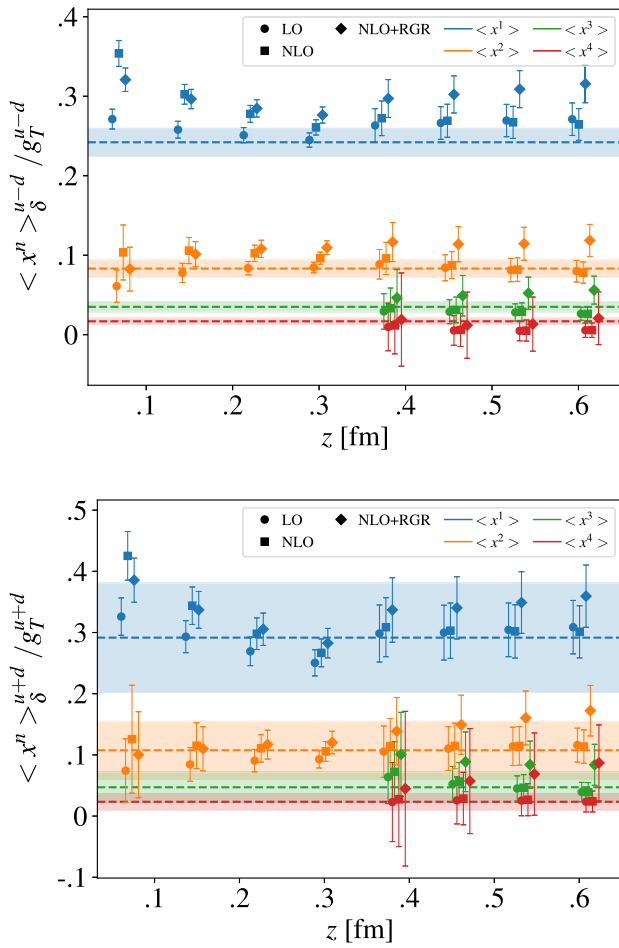 LO
NLO
NLO+RGR
< x¹ >
< x² >
< x³ >
< x⁴ >
< xⁿ >δ^{u−d} / g_T^{u−d}
.4
.3
.2
.1
0
.1 .2 .3 .4 .5 .6
z [fm]
LO
NLO
NLO+RGR
< x¹ >
< x² >
< x³ >
< x⁴ >
< xⁿ >δ^{u+d} / g_T^{u+d}
.5
.4
.3
.2
.1
0
-.1
.1 .2 .3 .4 .5 .6
z [fm]